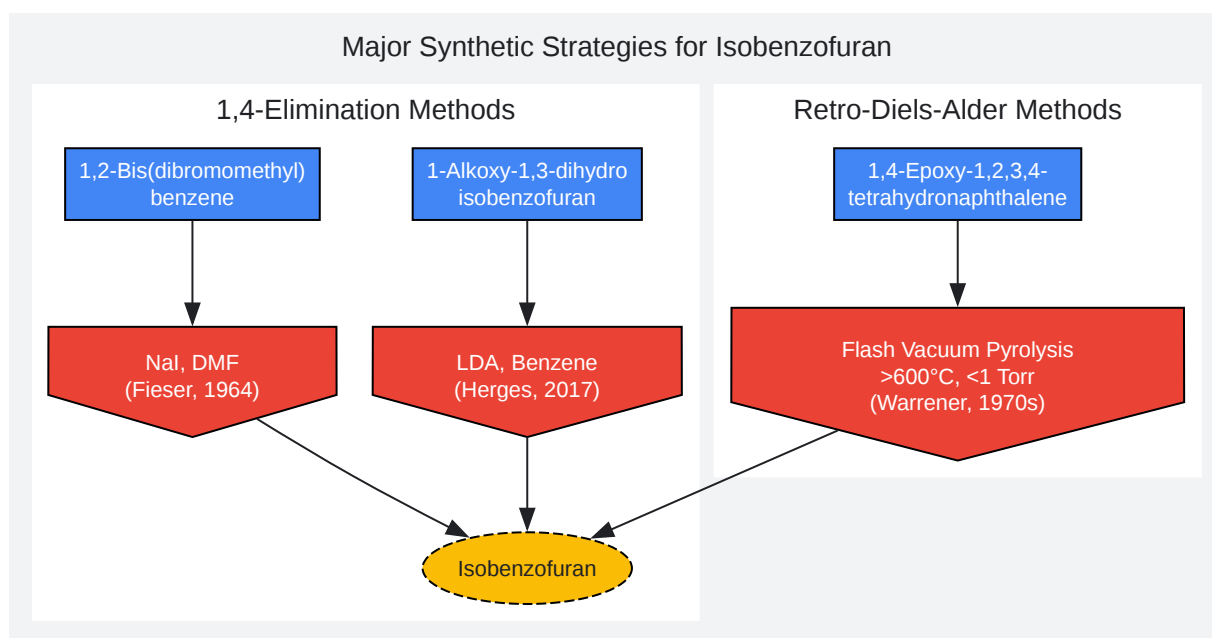 Major Synthetic Strategies for Isobenzofuran
1,4-Elimination Methods
1,2-Bis(dibromomethyl)
benzene
1-Alkoxy-1,3-dihydro
isobenzofuran
NaI, DMF
(Fieser, 1964)
LDA, Benzene
(Herges, 2017)
Retro-Diels-Alder Methods
1,4-Epoxy-1,2,3,4-
tetrahydronaphthalene
Flash Vacuum Pyrolysis
>600°C, <1 Torr
(Warrener, 1970s)
Isobenzofuran